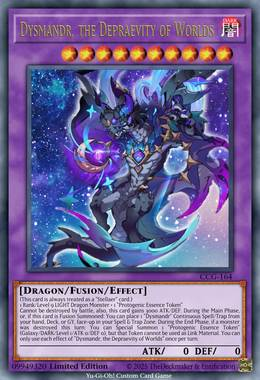 Dysmandr, the Depraevity of Worlds
DARK
CCG-164
[Dragon/Fusion/Effect]
(This card is always treated as a "Stellaer" card.)
1 Rank/Level 9 LIGHT Dragon Monster + 1 "Protogenic Essence Token"
Cannot be destroyed by battle, also, this card gains 9000 ATK/DEF. During the Main Phase,
or, if this card is Fusion Summoned: You can place 1 "Dysmandr" Continuous Spell/Trap from
your hand, Deck, or GY, face-up in your Spell & Trap Zone. During the End Phase, if a monster
was destroyed this turn: You can Special Summon 1 "Protogenic Essence Token"
(Galaxy/DARK/Level 1/ATK 0/DEF 0), but that Token cannot be used as Link Material. You can
only use each effect of "Dysmandr, the Depraevity of Worlds" once per turn.
ATK/ 0 DEF/ 0
09949320 Limited Edition
© 2025 TheDeckmaker & Entification
Yu-Gi-Oh! Custom Card Game